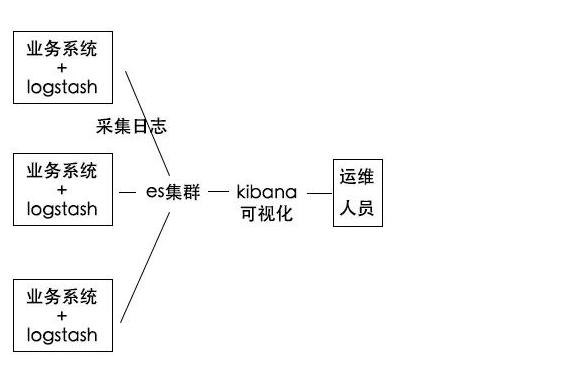 业务系统
+
logstash
采集日志
业务系统
+
logstash
es集群
kibana
可视化
运维
人员
业务系统
+
logstash